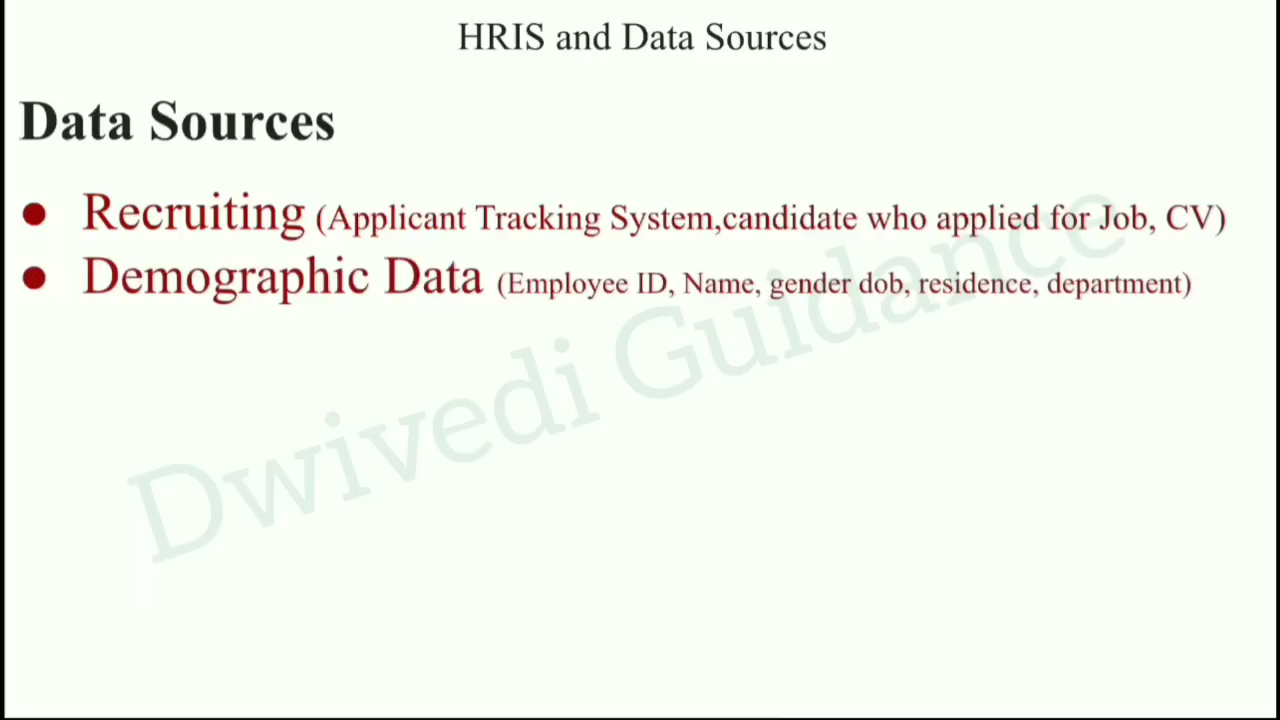 HRIS and Data Sources
Data Sources
● Recruiting (Applicant Tracking System,candidate who applied for Job, CV)
● Demographic Data (Employee ID, Name, gender dob, residence, department)
Dwivedi Guidance